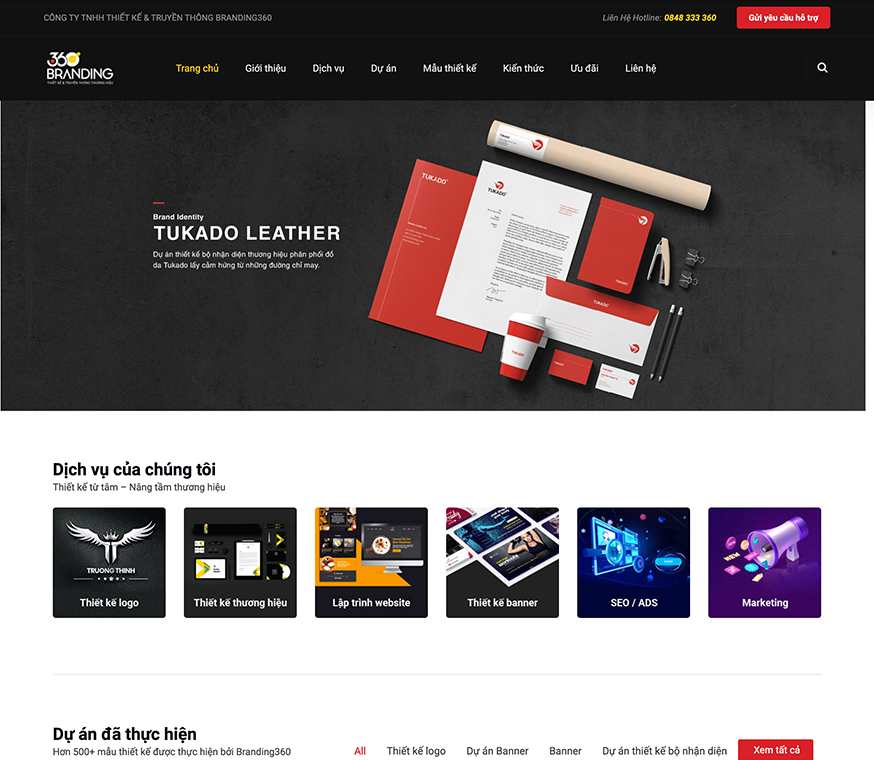 CÔNG TY TNHH THIẾT KẾ & TRUYỀN THÔNG BRANDING360
Liên Hệ Hotline: 0848 333 360
Gửi yêu cầu hỗ trợ
360
BRANDING
THIẾT KẾ & TRUYỀN THÔNG THƯƠNG HIỆU
Trang chủ
Giới thiệu
Dịch vụ
Dự án
Mẫu thiết kế
Kiến thức
Ưu đãi
Liên hệ
Brand Identity
TUKADO LEATHER
Dự án thiết kế bộ nhận diện thương hiệu phân phối đồ
da Tukado lấy cảm hứng từ những đường chỉ may.
TUKADO
TUKADO
TUKADO
TUKADO
Dịch vụ của chúng tôi
Thiết kế từ tâm – Nâng tầm thương hiệu
TRUONG THINH
Thiết kế logo
Thiết kế thương hiệu
Lập trình website
Thiết kế banner
SEO / ADS
NEW
Marketing
Dự án đã thực hiện
Hơn 500+ mẫu thiết kế được thực hiện bởi Branding360
All
Thiết kế logo
Dự án Banner
Banner
Dự án thiết kế bộ nhận diện
Xem tất cả